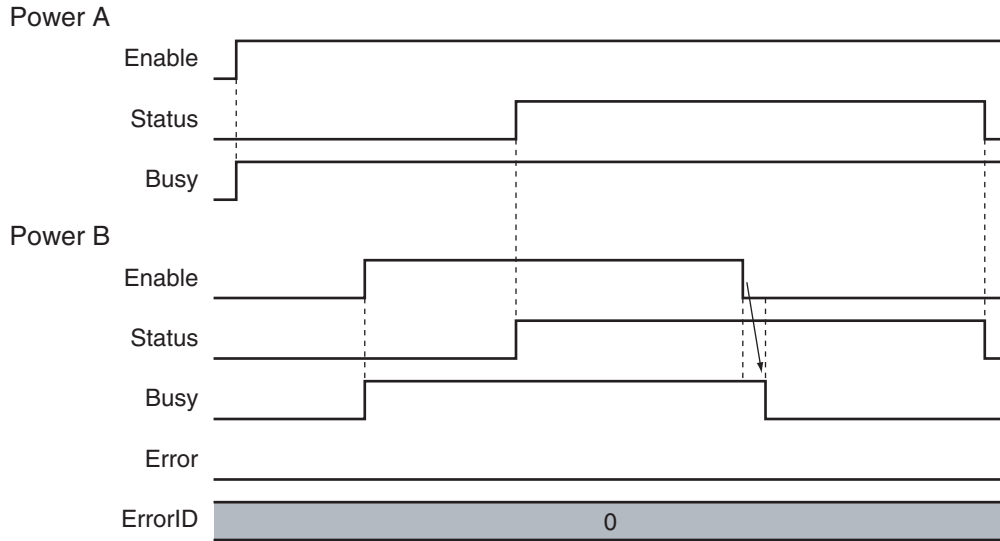 Power A
Enable
Status
Busy
Power B
Enable
Status
Busy
Error
ErrorID
0